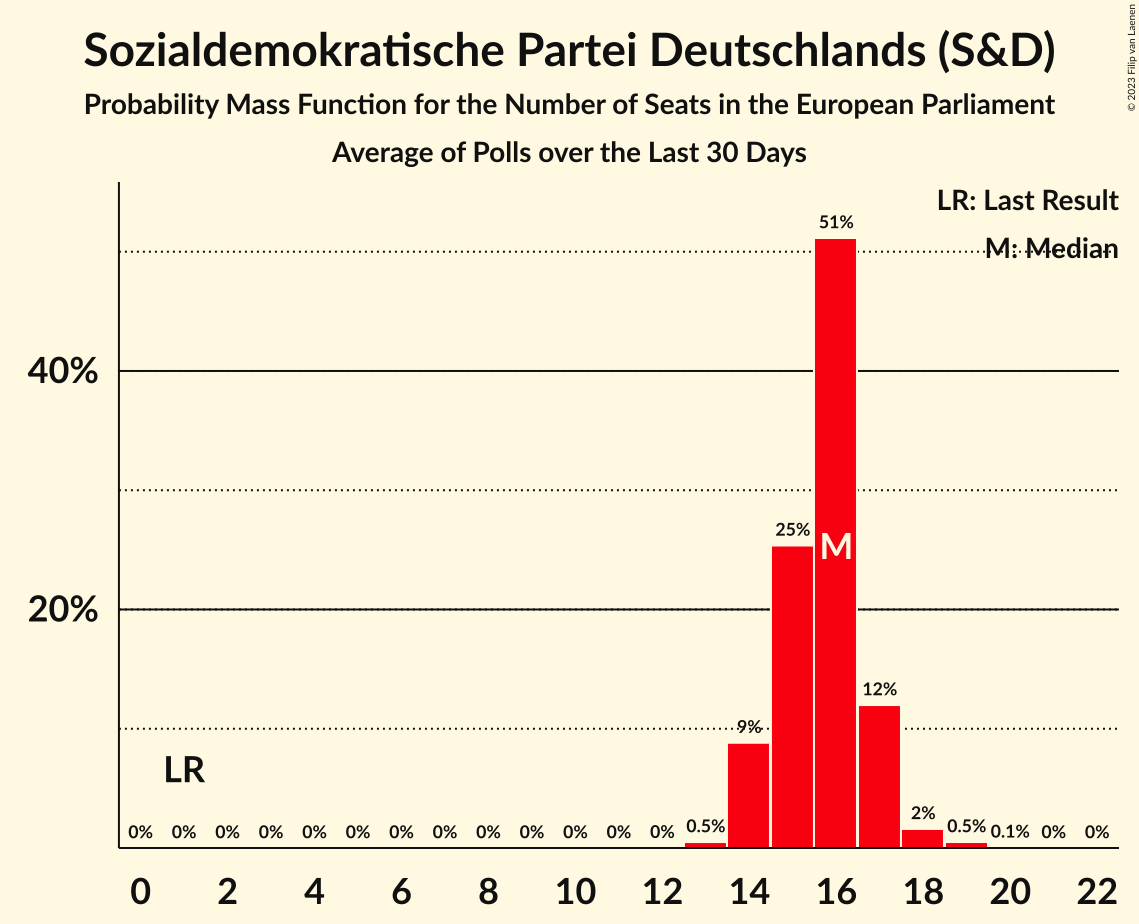 Sozialdemokratische Partei Deutschlands (S&D)
Probability Mass Function for the Number of Seats in the European Parliament
Average of Polls over the Last 30 Days
© 2023 Filip van Laenen
LR: Last Result
M: Median
51%
40%
25%
M
20%
12%
9%
LR
0% 0% 0% 0% 0% 0% 0% 0% 0% 0% 0% 0% 0% 0.5% 2% 0.5% 0.1% 0% 0%
0 2 4 6 8 10 12 14 16 18 20 22